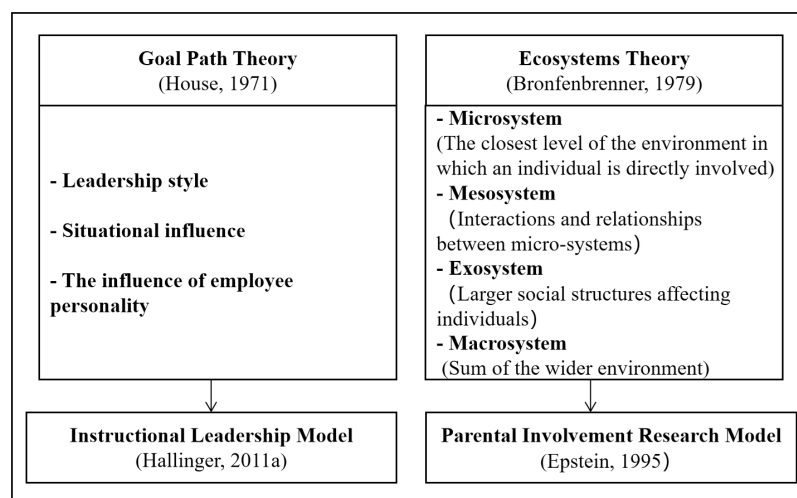 Goal Path Theory
(House, 1971)
- Leadership style
- Situational influence
- The influence of employee
personality
Instructional Leadership Model
(Hallinger, 2011a)
Ecosystems Theory
(Bronfenbrenner, 1979)
- Microsystem
(The closest level of the environment in
which an individual is directly involved)
- Mesosystem
（Interactions and relationships
between micro-systems）
- Exosystem
（Larger social structures affecting
individuals）
- Macrosystem
(Sum of the wider environment)
Parental Involvement Research Model
(Epstein, 1995）